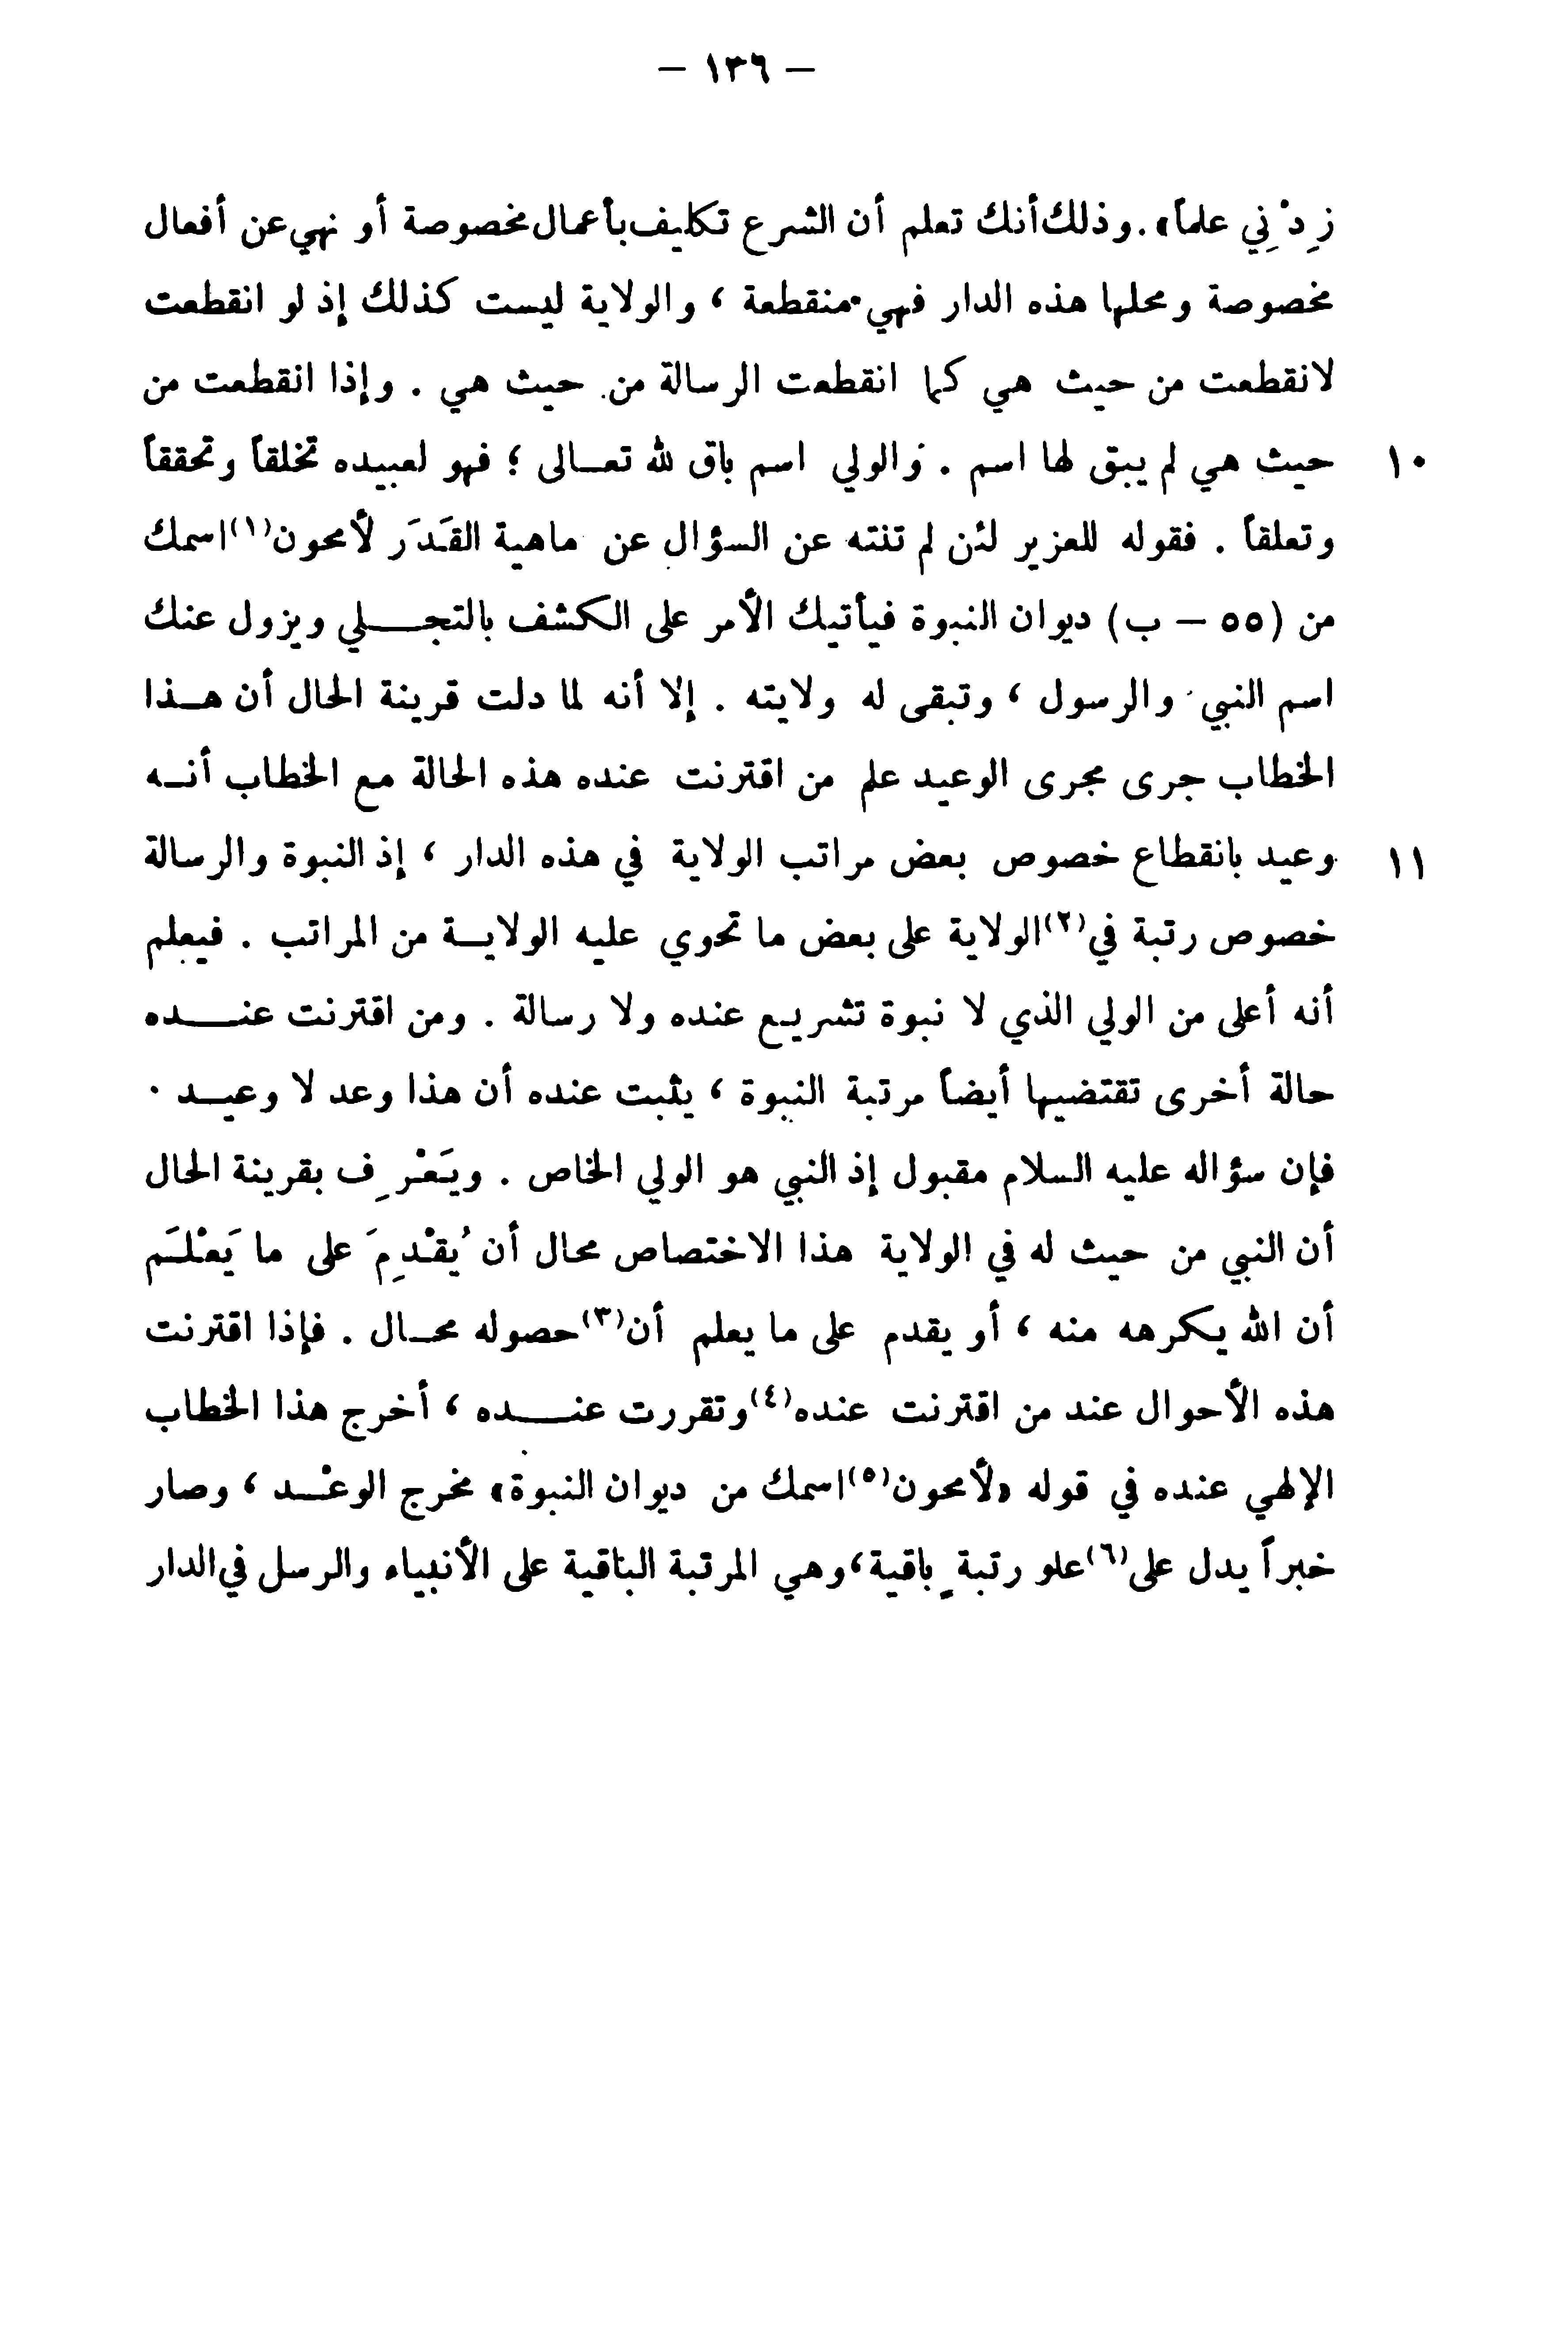 – ١٣٦ –
زِدْنِي علماً» . وذلك أنك تعلم أن الشرع تكليف بأعمال مخصوصة أو نهي عن أفعال
مخصوصة ومحلها هذه الدار فهي منقطعة ، والولاية ليست كذلك إذ لو انقطعت
لانقطعت من حيث هي كما انقطعت الرسالة من حيث هي . وإذا انقطعت من
١٠ حيث هي لم يبق لها اسم . والولي اسم باق لله تعالى ؛ فهو لعبيده تخلقاً وتحققاً
وتعلقاً . فقوله للعزير لئن لم تنته عن السؤال عن ماهية القَدَر لأمحون(١) اسمك
من (٥٥ – ب) ديوان النبوة فيأتيك الأمر على الكشف بالتجلي ويزول عنك
اسم النبي والرسول ، وتبقى له ولايته . إلا أنه لما دلت قرينة الحال أن هذا
الخطاب جرى مجرى الوعيد علم من اقترنت عنده هذه الحالة مع الخطاب أنه
١١ وعيد بانقطاع خصوص بعض مراتب الولاية في هذه الدار ، إذ النبوة والرسالة
خصوص رتبة في(٢) الولاية على بعض ما تحوي عليه الولاية من المراتب . فيعلم
أنه أعلى من الولي الذي لا نبوة تشريع عنده ولا رسالة . ومن اقترنت عنده
حالة أخرى تقتضيها أيضاً مرتبة النبوة ، يثبت عنده أن هذا وعد لا وعيد .
فإن سؤاله عليه السلام مقبول إذ النبي هو الولي الخاص . ويَعْرِف بقرينة الحال
أن النبي من حيث له في الولاية هذا الاختصاص محال أن يُقْدِمَ على ما يَعْلَم
أن الله يكرهه منه ، أو يقدم على ما يعلم أن(٣) حصوله محال . فإذا اقترنت
هذه الأحوال عند من اقترنت عنده(٤) وتقررت عنده ، أخرج هذا الخطاب
الإلهي عنده في قوله «لأمحون(٥) اسمك من ديوان النبوة» مخرج الوعْد ، وصار
خبراً يدل على(٦) علو رتبة باقية ، وهي المرتبة الباقية على الأنبياء والرسل في الدار